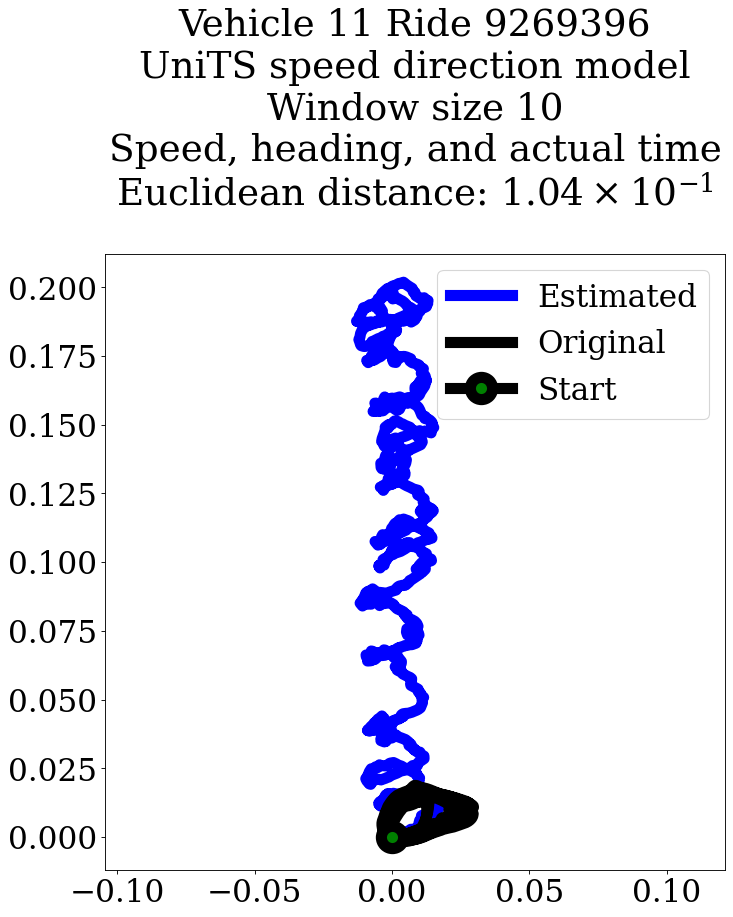 Vehicle 11 Ride 9269396
UniTS speed direction model
Window size 10
Speed, heading, and actual time
Euclidean distance: 1.04 × 10⁻¹
Estimated
Original
Start
0.200
0.175
0.150
0.125
0.100
0.075
0.050
0.025
0.000
−0.10 −0.05 0.00 0.05 0.10